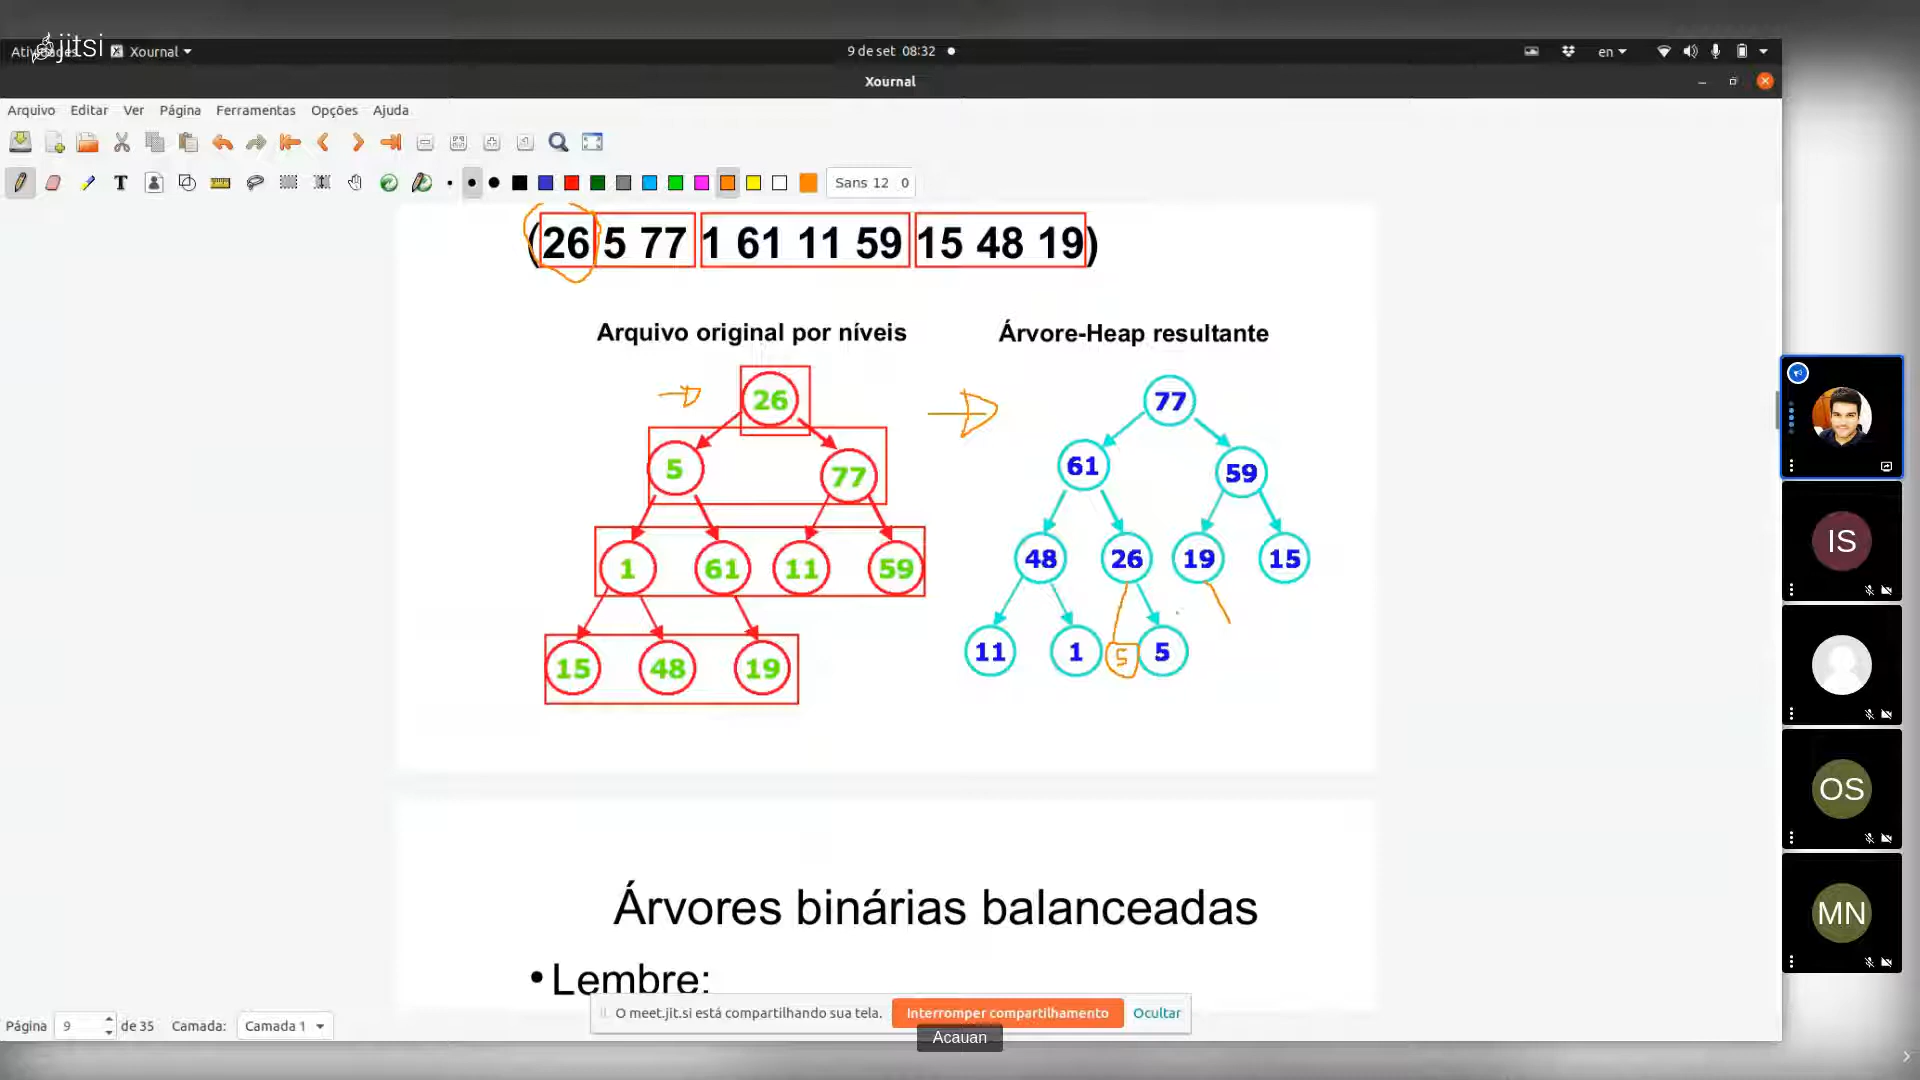 jitsi
Atividades Xournal 9 de set 08:32 en
Xournal
Arquivo Editar Ver Página Ferramentas Opções Ajuda
T Sans 12 0
(26 5 77 1 61 11 59 15 48 19)
Arquivo original por níveis Árvore-Heap resultante
26 77
5 77 61 59
1 61 11 59 48 26 19 15
15 48 19 11 1 5 5
Árvores binárias balanceadas
• Lembre:
O meet.jit.si está compartilhando sua tela. Interromper compartilhamento Ocultar
Página 9 de 35 Camada: Camada 1
Acauan
IS
OS
MN